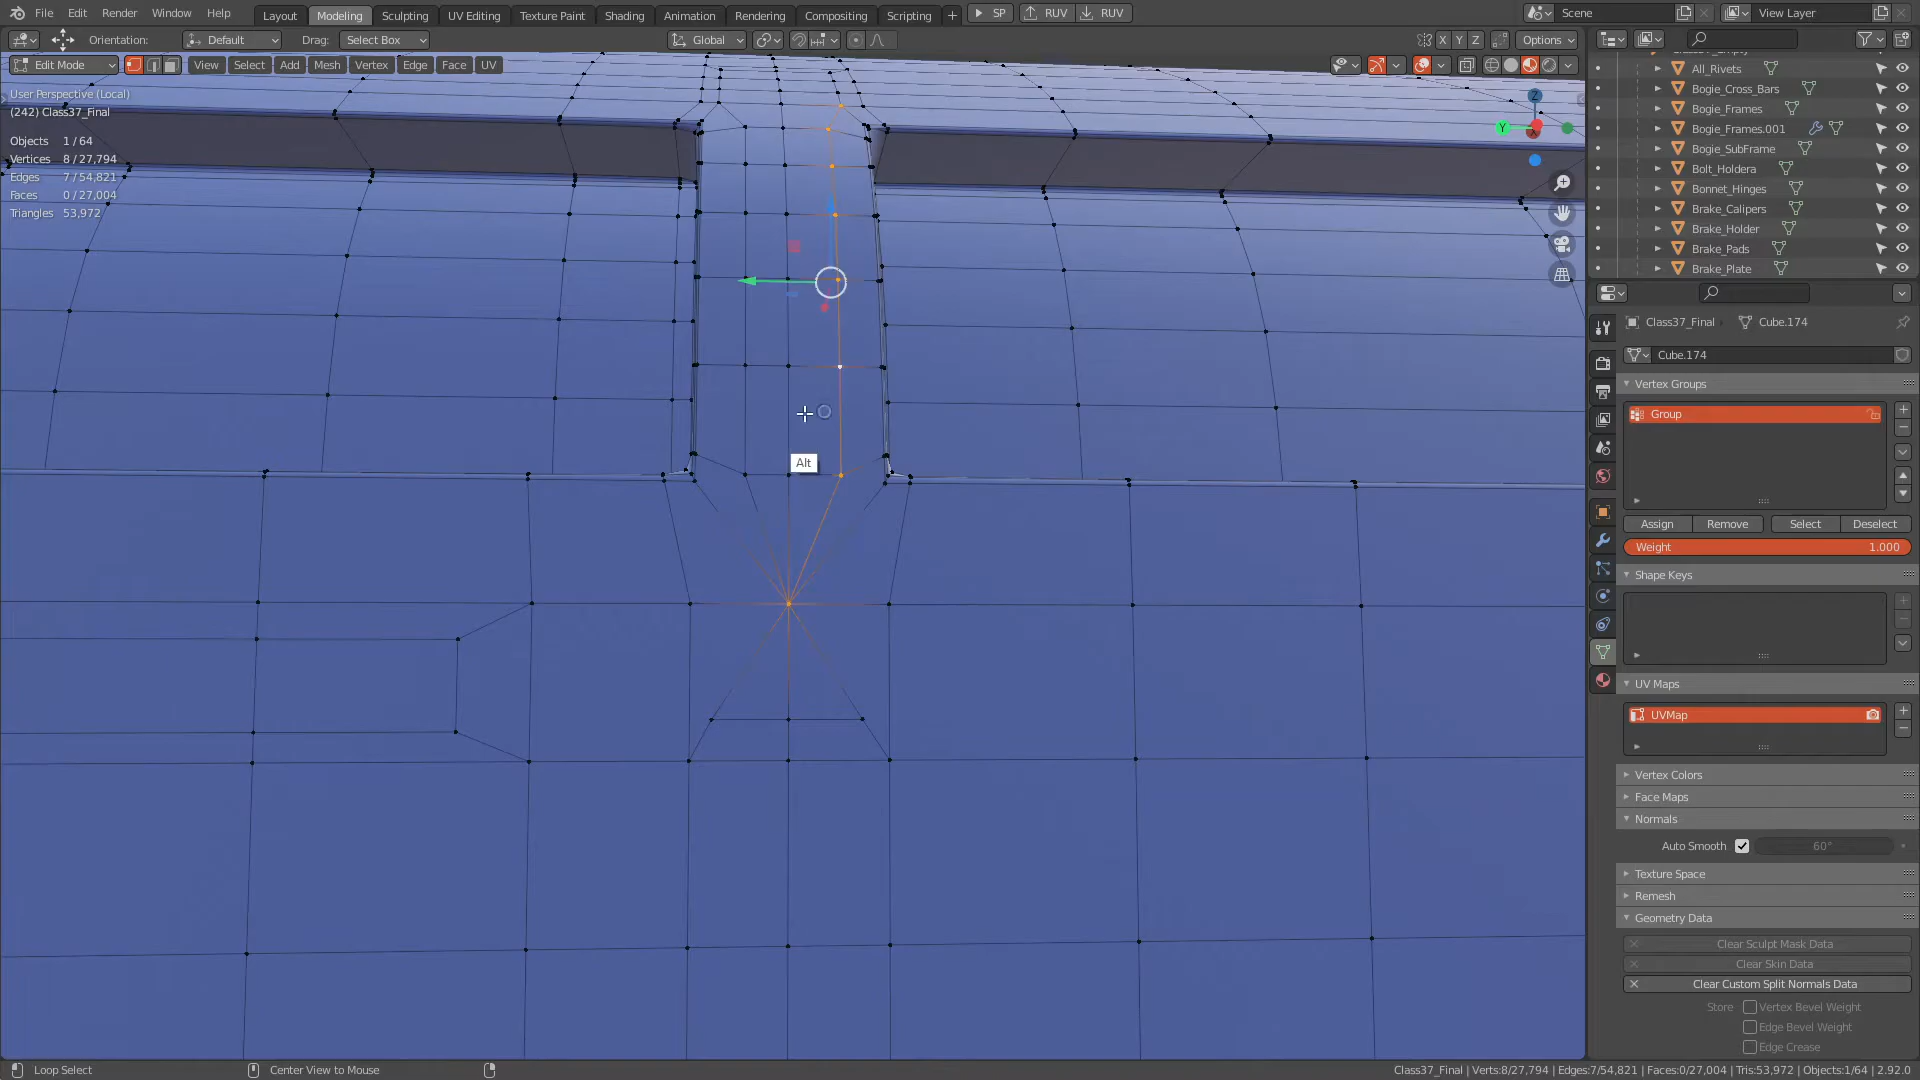 File Edit Render Window Help Layout Modeling Sculpting UV Editing Texture Paint Shading Animation Rendering Compositing Scripting + SP RUV RUV Scene View Layer
Orientation: Default Drag: Select Box Global X Y Z Options
Edit Mode View Select Add Mesh Vertex Edge Face UV
User Perspective (Local)
(242) Class37_Final
Objects 1 / 64
Vertices 8 / 27,794
Edges 7 / 54,821
Faces 0 / 27,004
Triangles 53,972
Z
Y
Alt
All_Rivets
Bogie_Cross_Bars
Bogie_Frames
Bogie_Frames.001
Bogie_SubFrame
Bolt_Holdera
Bonnet_Hinges
Brake_Calipers
Brake_Holder
Brake_Pads
Brake_Plate
Class37_Final Cube.174
Cube.174
Vertex Groups
Group
Assign Remove Select Deselect
Weight 1.000
Shape Keys
UV Maps
UVMap
Vertex Colors
Face Maps
Normals
Auto Smooth 60°
Texture Space
Remesh
Geometry Data
Clear Sculpt Mask Data
Clear Skin Data
Clear Custom Split Normals Data
Store Vertex Bevel Weight
Edge Bevel Weight
Edge Crease
Loop Select Center View to Mouse Class37_Final | Verts:8/27,794 | Edges:7/54,821 | Faces:0/27,004 | Tris:53,972 | Objects:1/64 | 2.92.0